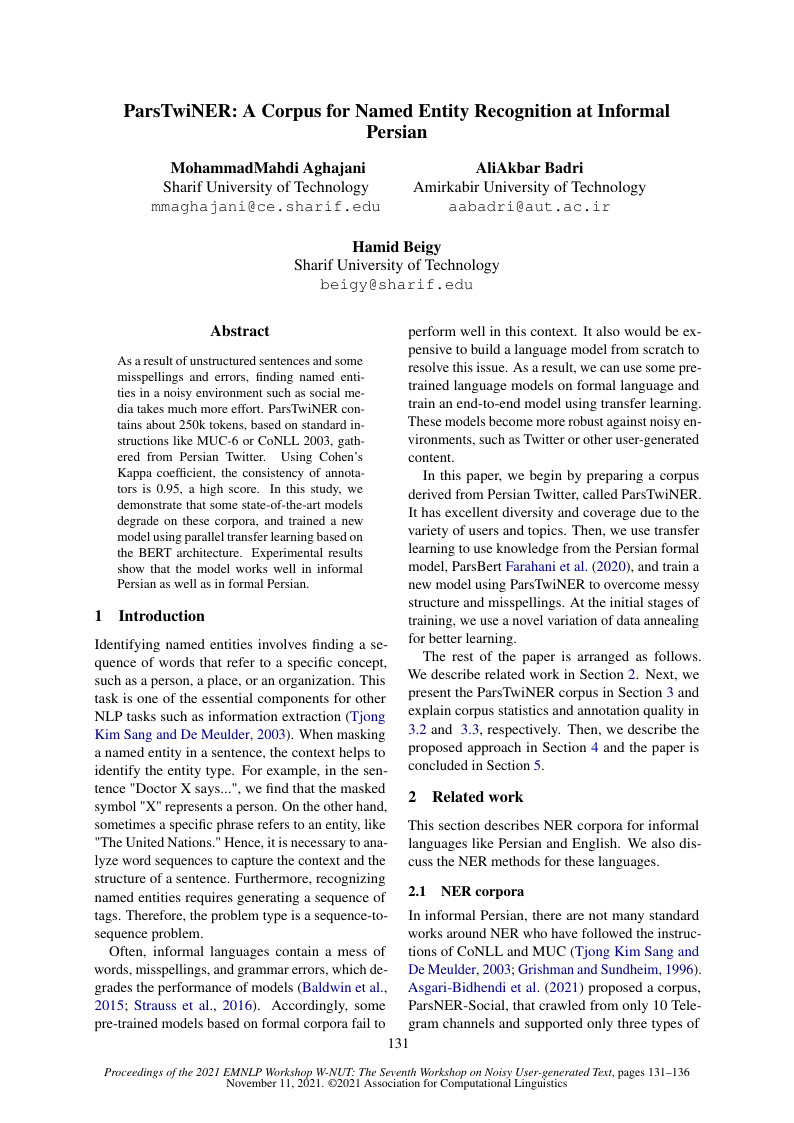 ParsTwiNER: A Corpus for Named Entity Recognition at Informal
Persian
MohammadMahdi Aghajani
Sharif University of Technology
mmaghajani@ce.sharif.edu
AliAkbar Badri
Amirkabir University of Technology
aabadri@aut.ac.ir
Hamid Beigy
Sharif University of Technology
beigy@sharif.edu
Abstract
As a result of unstructured sentences and some
misspellings and errors, finding named enti-
ties in a noisy environment such as social me-
dia takes much more effort. ParsTwiNER con-
tains about 250k tokens, based on standard in-
structions like MUC-6 or CoNLL 2003, gath-
ered from Persian Twitter. Using Cohen's
Kappa coefficient, the consistency of annota-
tors is 0.95, a high score. In this study, we
demonstrate that some state-of-the-art models
degrade on these corpora, and trained a new
model using parallel transfer learning based on
the BERT architecture. Experimental results
show that the model works well in informal
Persian as well as in formal Persian.
1 Introduction
Identifying named entities involves finding a se-
quence of words that refer to a specific concept,
such as a person, a place, or an organization. This
task is one of the essential components for other
NLP tasks such as information extraction (Tjong
Kim Sang and De Meulder, 2003). When masking
a named entity in a sentence, the context helps to
identify the entity type. For example, in the sen-
tence "Doctor X says...", we find that the masked
symbol "X" represents a person. On the other hand,
sometimes a specific phrase refers to an entity, like
"The United Nations." Hence, it is necessary to ana-
lyze word sequences to capture the context and the
structure of a sentence. Furthermore, recognizing
named entities requires generating a sequence of
tags. Therefore, the problem type is a sequence-to-
sequence problem.
Often, informal languages contain a mess of
words, misspellings, and grammar errors, which de-
grades the performance of models (Baldwin et al.,
2015; Strauss et al., 2016). Accordingly, some
pre-trained models based on formal corpora fail to
perform well in this context. It also would be ex-
pensive to build a language model from scratch to
resolve this issue. As a result, we can use some pre-
trained language models on formal language and
train an end-to-end model using transfer learning.
These models become more robust against noisy en-
vironments, such as Twitter or other user-generated
content.
In this paper, we begin by preparing a corpus
derived from Persian Twitter, called ParsTwiNER.
It has excellent diversity and coverage due to the
variety of users and topics. Then, we use transfer
learning to use knowledge from the Persian formal
model, ParsBert Farahani et al. (2020), and train a
new model using ParsTwiNER to overcome messy
structure and misspellings. At the initial stages of
training, we use a novel variation of data annealing
for better learning.
The rest of the paper is arranged as follows.
We describe related work in Section 2. Next, we
present the ParsTwiNER corpus in Section 3 and
explain corpus statistics and annotation quality in
3.2 and 3.3, respectively. Then, we describe the
proposed approach in Section 4 and the paper is
concluded in Section 5.
2 Related work
This section describes NER corpora for informal
languages like Persian and English. We also dis-
cuss the NER methods for these languages.
2.1 NER corpora
In informal Persian, there are not many standard
works around NER who have followed the instruc-
tions of CoNLL and MUC (Tjong Kim Sang and
De Meulder, 2003; Grishman and Sundheim, 1996).
Asgari-Bidhendi et al. (2021) proposed a corpus,
ParsNER-Social, that crawled from only 10 Tele-
gram channels and supported only three types of
131
Proceedings of the 2021 EMNLP Workshop W-NUT: The Seventh Workshop on Noisy User-generated Text, pages 131–136
November 11, 2021. ©2021 Association for Computational Linguistics